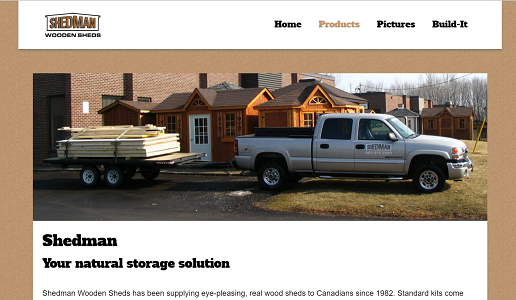 SHEDMAN
WOODEN SHEDS
Home Products Pictures Build-It
SHEDMAN
Shedman
Your natural storage solution
Shedman Wooden Sheds has been supplying eye-pleasing, real wood sheds to Canadians since 1982. Standard kits come